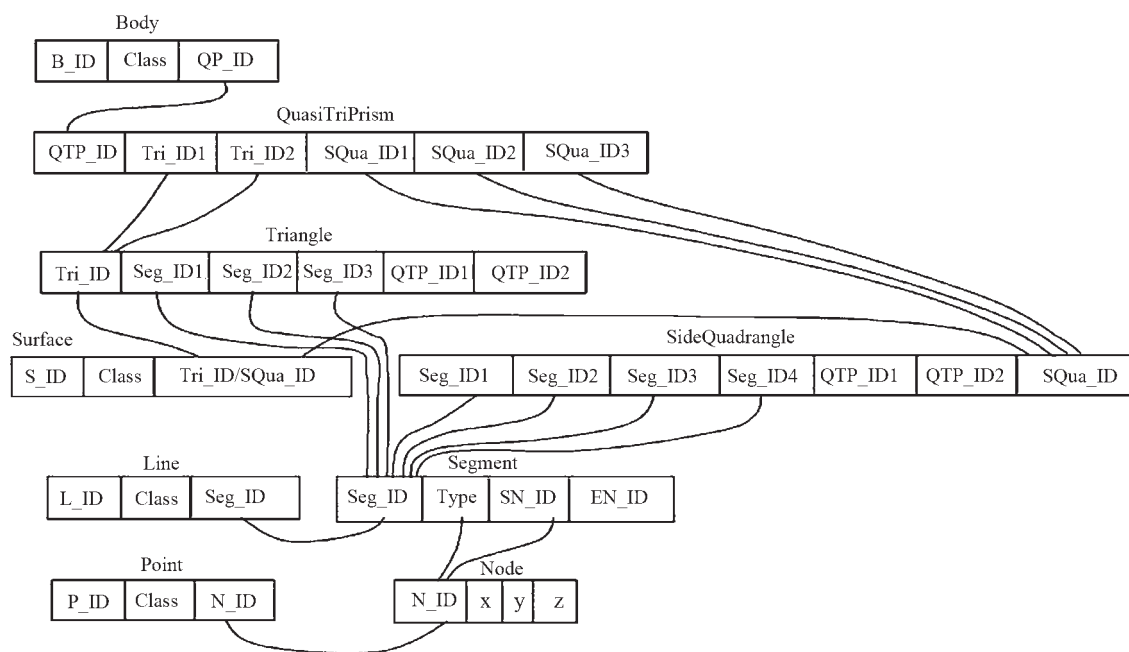 Body
B_ID Class QP_ID
QuasiTriPrism
QTP_ID Tri_ID1 Tri_ID2 SQua_ID1 SQua_ID2 SQua_ID3
Triangle
Tri_ID Seg_ID1 Seg_ID2 Seg_ID3 QTP_ID1 QTP_ID2
Surface
S_ID Class Tri_ID/SQua_ID
SideQuadrangle
Seg_ID1 Seg_ID2 Seg_ID3 Seg_ID4 QTP_ID1 QTP_ID2 SQua_ID
Line
L_ID Class Seg_ID
Segment
Seg_ID Type SN_ID EN_ID
Point
P_ID Class N_ID
Node
N_ID x y z